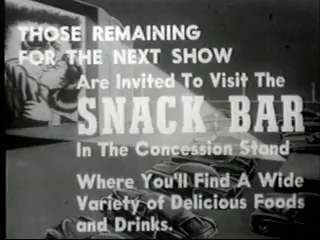 THOSE REMAINING
FOR THE NEXT SHOW
Are Invited To Visit The
SNACK BAR
In The Concession Stand
Where You'll Find A Wide
Variety of Delicious Foods
and Drinks.